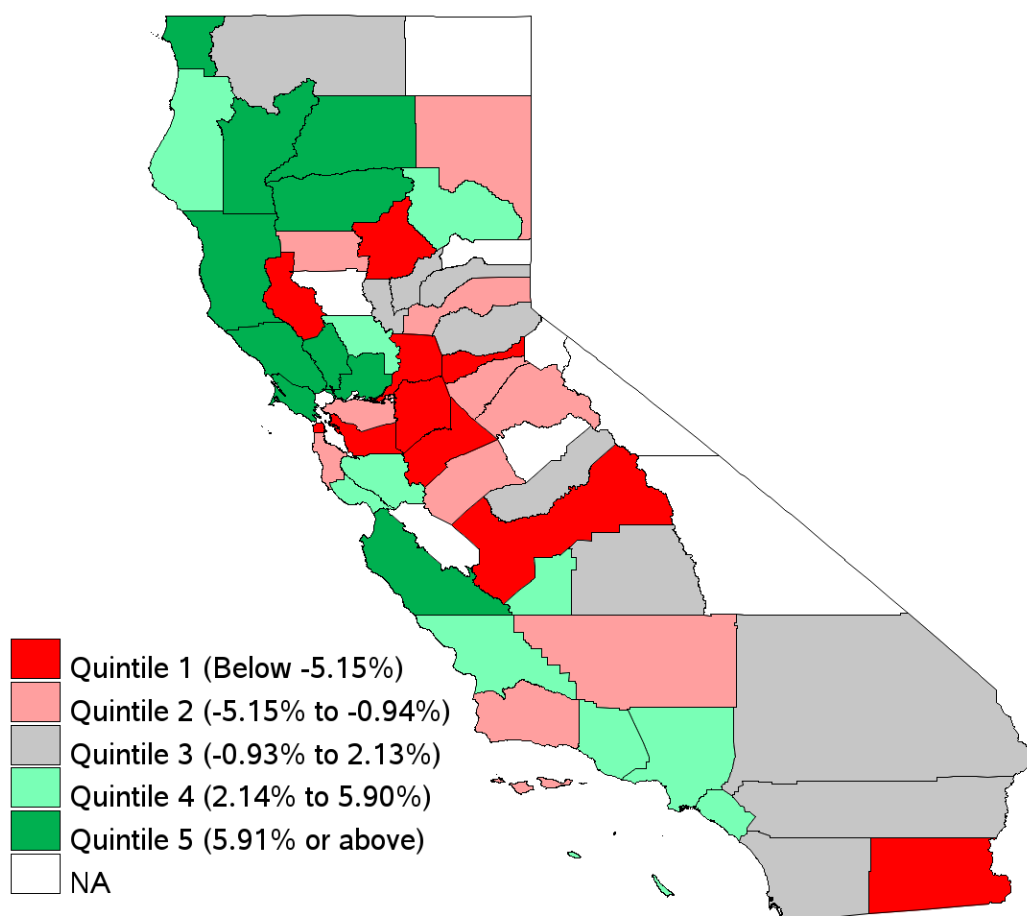 Quintile 1 (Below -5.15%)
Quintile 2 (-5.15% to -0.94%)
Quintile 3 (-0.93% to 2.13%)
Quintile 4 (2.14% to 5.90%)
Quintile 5 (5.91% or above)
NA